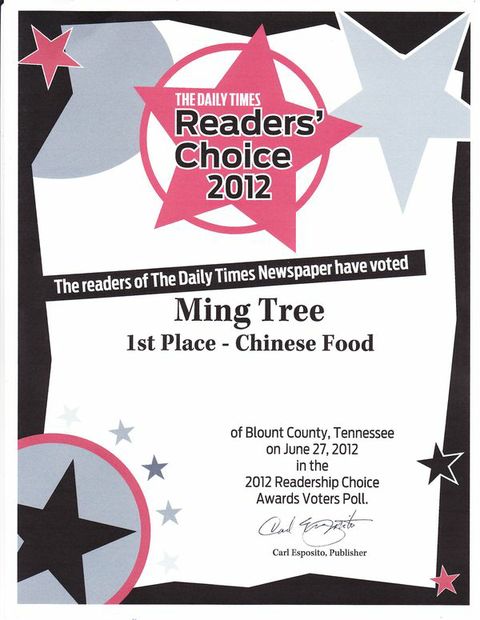 THE DAILY TIMES
Readers'
Choice
2012
The readers of The Daily Times Newspaper have voted
Ming Tree
1st Place - Chinese Food
of Blount County, Tennessee
on June 27, 2012
in the
2012 Readership Choice
Awards Voters Poll.
Carl Esposito
Carl Esposito, Publisher